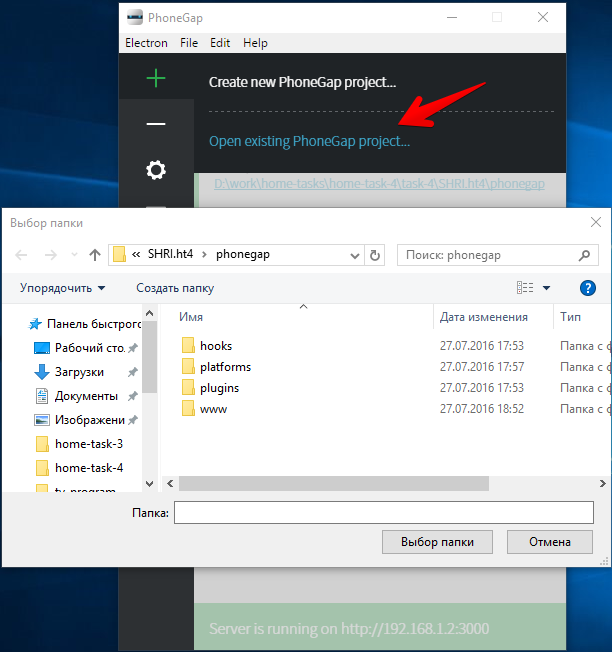 PhoneGap
Electron File Edit Help
Create new PhoneGap project...
Open existing PhoneGap project...
D:\work\home-tasks\home-task-4\task-4\SHRI.ht4\phonegap
Выбор папки
« SHRI.ht4 › phonegap
Поиск: phonegap
Упорядочить
Создать папку
Имя Дата изменения Тип
Панель быстрого
Рабочий сто.
Загрузки
Документы
Изображени
home-task-3
home-task-4
tv-program
hooks 27.07.2016 17:53 Папка с ф
platforms 27.07.2016 17:57 Папка с ф
plugins 27.07.2016 17:53 Папка с ф
www 27.07.2016 18:52 Папка с ф
Папка:
Выбор папки
Отмена
Server is running on http://192.168.1.2:3000